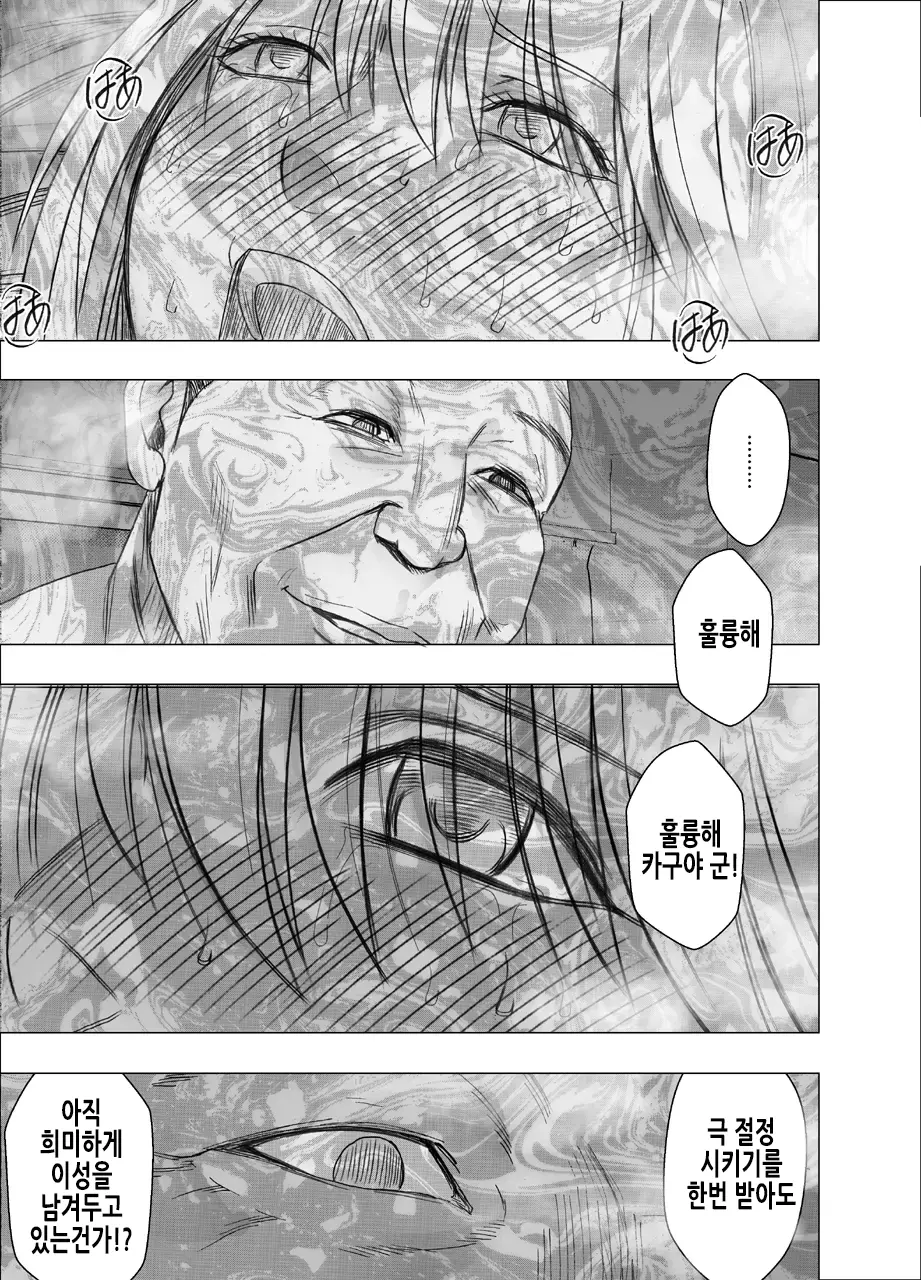 はあ
はあ
はあ
はあ
………
훌륭해
훌륭해
카구야 군!
극 절정
시키기를
한번 받아도
아직
희미하게
이성을
남겨두고
있는건가!?